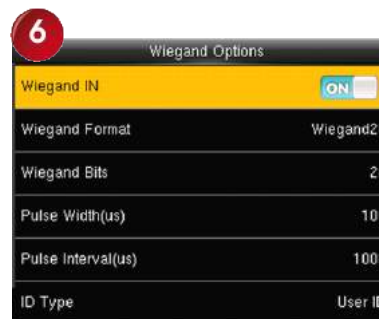 6
Wiegand Options
Wiegand IN ON
Wiegand Format Wiegand2
Wiegand Bits 2
Pulse Width(us) 10
Pulse Interval(us) 100
ID Type User I